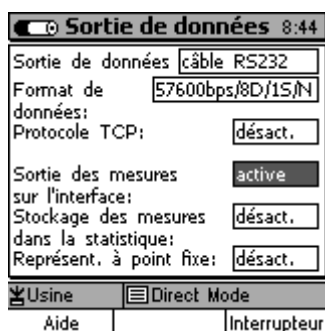 Sortie de données 8:44
Sortie de données câble RS232
Format de 57600bps/8D/1S/N
données:
Protocole TCP: désact.
Sortie des mesures active
sur l'interface:
Stockage des mesures désact.
dans la statistique:
Représent. à point fixe: désact.
Usine Direct Mode
Aide Interrupteur